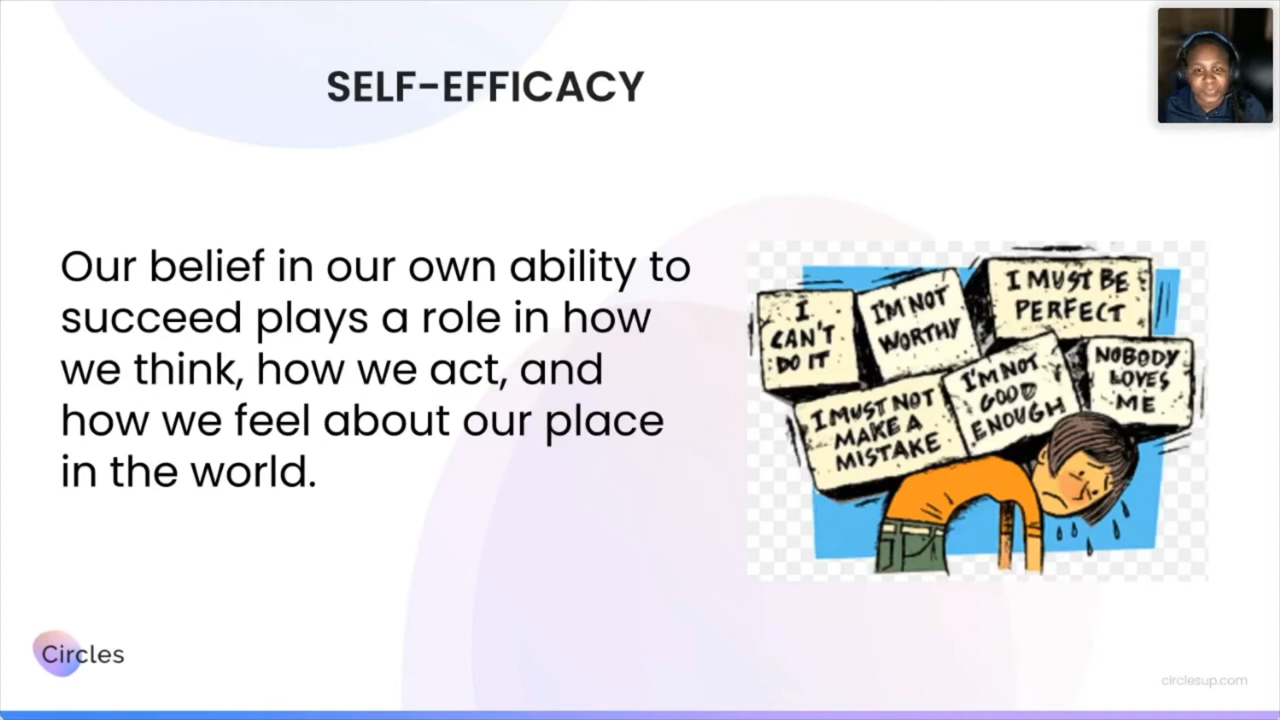 SELF-EFFICACY
Our belief in our own ability to
succeed plays a role in how
we think, how we act, and
how we feel about our place
in the world.
I
CAN'T
DO IT
I'M NOT
WORTHY
I MUST BE
PERFECT
I MUST NOT
MAKE A
MISTAKE
I'M NOT
GOOD
ENOUGH
NOBODY
LOVES
ME
Circles
circlesup.com